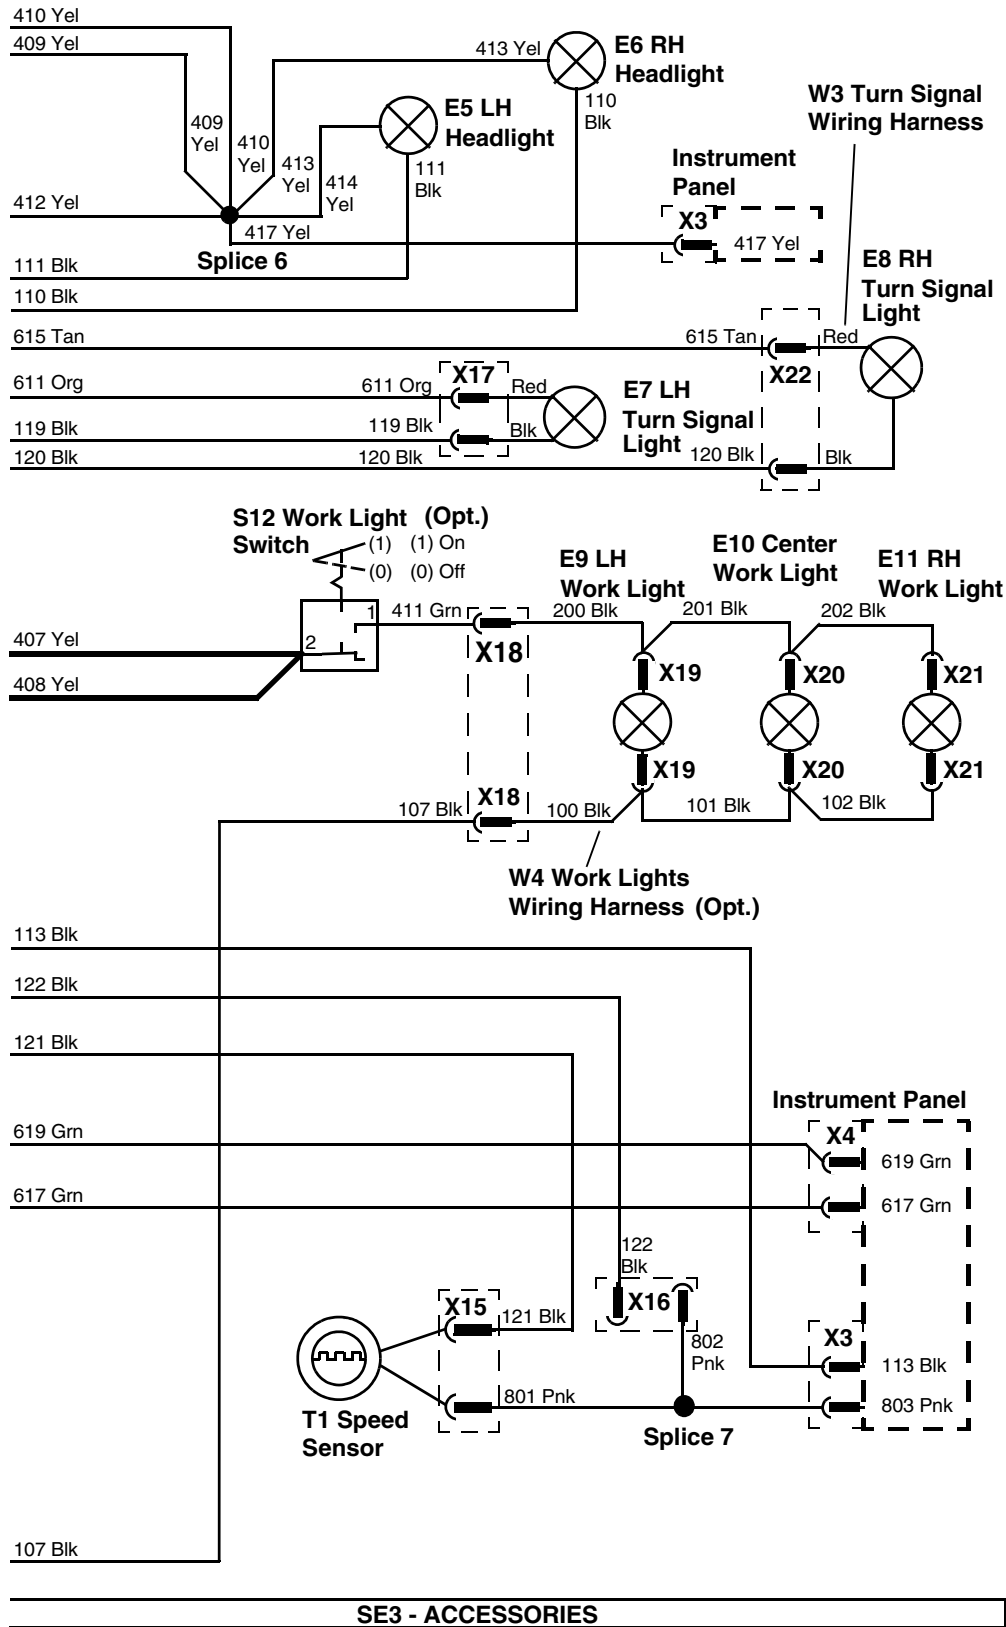 410 Yel
409 Yel
409
Yel
410
Yel
413
Yel
414
Yel
412 Yel
417 Yel
Splice 6
111 Blk
110 Blk
413 Yel
E6 RH
Headlight
110
Blk
E5 LH
Headlight
111
Blk
W3 Turn Signal
Wiring Harness
Instrument
Panel
X3
417 Yel
E8 RH
Turn Signal
Light
615 Tan
615 Tan
Red
X22
611 Org
611 Org
X17
Red
E7 LH
Turn Signal
Light
119 Blk
119 Blk
Blk
120 Blk
120 Blk
120 Blk
Blk
S12 Work Light (Opt.)
Switch
(1) (1) On
(0) (0) Off
1
2
411 Grn
407 Yel
408 Yel
X18
E9 LH
Work Light
E10 Center
Work Light
E11 RH
Work Light
200 Blk
201 Blk
202 Blk
X19
X20
X21
X19
X20
X21
107 Blk
X18
100 Blk
101 Blk
102 Blk
W4 Work Lights
Wiring Harness (Opt.)
113 Blk
122 Blk
121 Blk
Instrument Panel
619 Grn
X4
619 Grn
617 Grn
617 Grn
122
Blk
X16
X15
121 Blk
802
Pnk
X3
113 Blk
801 Pnk
803 Pnk
T1 Speed
Sensor
Splice 7
107 Blk
SE3 - ACCESSORIES